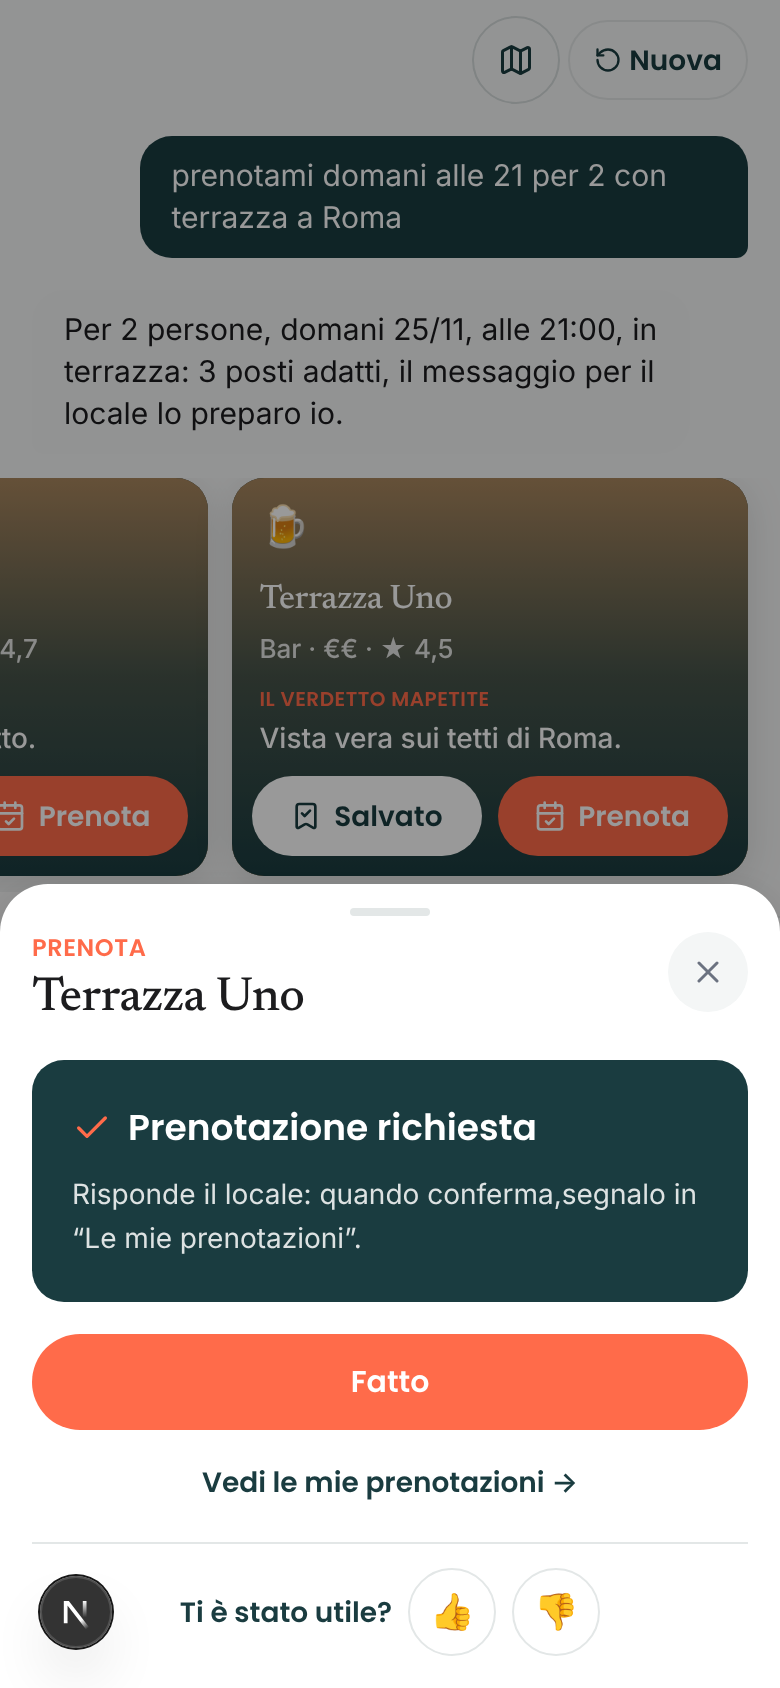 Nuova
prenotami domani alle 21 per 2 con
terrazza a Roma
Per 2 persone, domani 25/11, alle 21:00, in
terrazza: 3 posti adatti, il messaggio per il
locale lo preparo io.
4,7
tto.
Prenota
Terrazza Uno
Bar · €€ · ★ 4,5
IL VERDETTO MAPETITE
Vista vera sui tetti di Roma.
Salvato
Prenota
PRENOTA
Terrazza Uno
Prenotazione richiesta
Risponde il locale: quando conferma,segnalo in
“Le mie prenotazioni”.
Fatto
Vedi le mie prenotazioni →
N
Ti è stato utile?